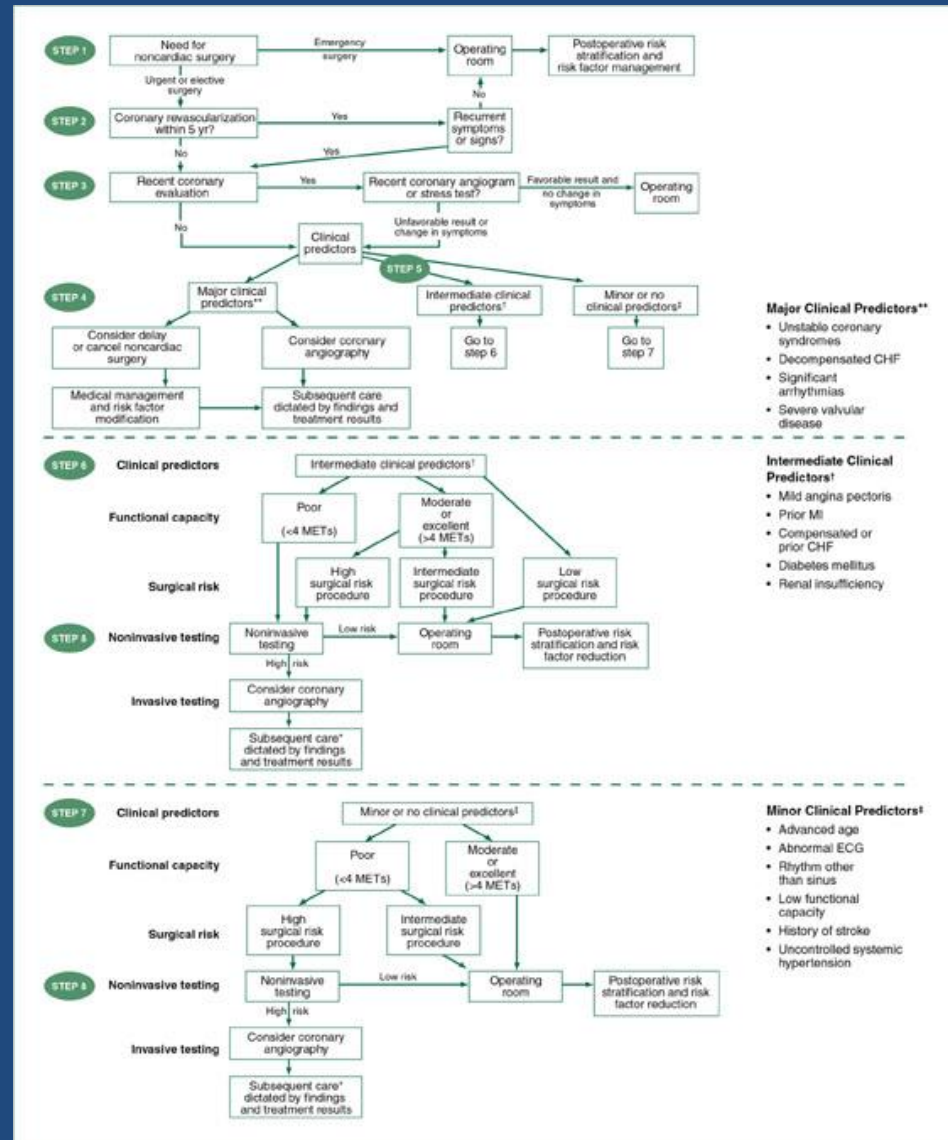 STEP 1
Need for
noncardiac surgery
Emergency
surgery
Operating
room
Postoperative risk
stratification and
risk factor management
Urgent or elective
surgery
No
STEP 2
Coronary revascularization
within 5 yr?
Yes
Recurrent
symptoms
or signs?
No
Yes
STEP 3
Recent coronary
evaluation
Yes
Recent coronary angiogram
or stress test?
Favorable result and
no change in
symptoms
Operating
room
No
Unfavorable result or
change in symptoms
Clinical
predictors
STEP 5
STEP 4
Major clinical
predictors**
Intermediate clinical
predictors†
Minor or no
clinical predictors‡
Consider delay
or cancel noncardiac
surgery
Consider coronary
angiography
Go to
step 6
Go to
step 7
Medical management
and risk factor
modification
Subsequent care
dictated by findings and
treatment results
Major Clinical Predictors**
• Unstable coronary
syndromes
• Decompensated CHF
• Significant
arrhythmias
• Severe valvular
disease
STEP 6
Clinical predictors
Intermediate clinical predictors†
Functional capacity
Poor
(<4 METs)
Moderate
or
excellent
(>4 METs)
Surgical risk
High
surgical risk
procedure
Intermediate
surgical risk
procedure
Low
surgical risk
procedure
STEP 8
Noninvasive testing
Noninvasive
testing
Low risk
Operating
room
Postoperative risk
stratification and risk
factor reduction
High risk
Invasive testing
Consider coronary
angiography
Subsequent care*
dictated by findings
and treatment results
Intermediate Clinical
Predictors†
• Mild angina pectoris
• Prior MI
• Compensated or
prior CHF
• Diabetes mellitus
• Renal insufficiency
STEP 7
Clinical predictors
Minor or no clinical predictors‡
Functional capacity
Poor
(<4 METs)
Moderate
or
excellent
(>4 METs)
Surgical risk
High
surgical risk
procedure
Intermediate
surgical risk
procedure
STEP 8
Noninvasive testing
Noninvasive
testing
Low risk
Operating
room
Postoperative risk
stratification and risk
factor reduction
High risk
Invasive testing
Consider coronary
angiography
Subsequent care*
dictated by findings
and treatment results
Minor Clinical Predictors‡
• Advanced age
• Abnormal ECG
• Rhythm other
than sinus
• Low functional
capacity
• History of stroke
• Uncontrolled systemic
hypertension